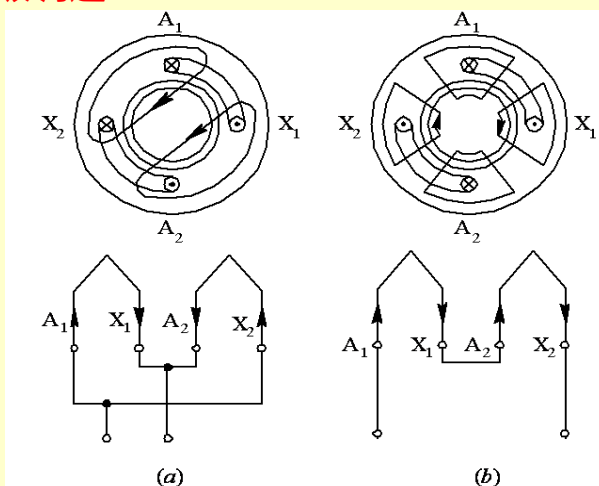 A₁ A₁
X₂ X₁ X₂ X₁
A₂ A₂
A₁ X₁ A₂ X₂ A₁ X₁ A₂ X₂
(a) (b)